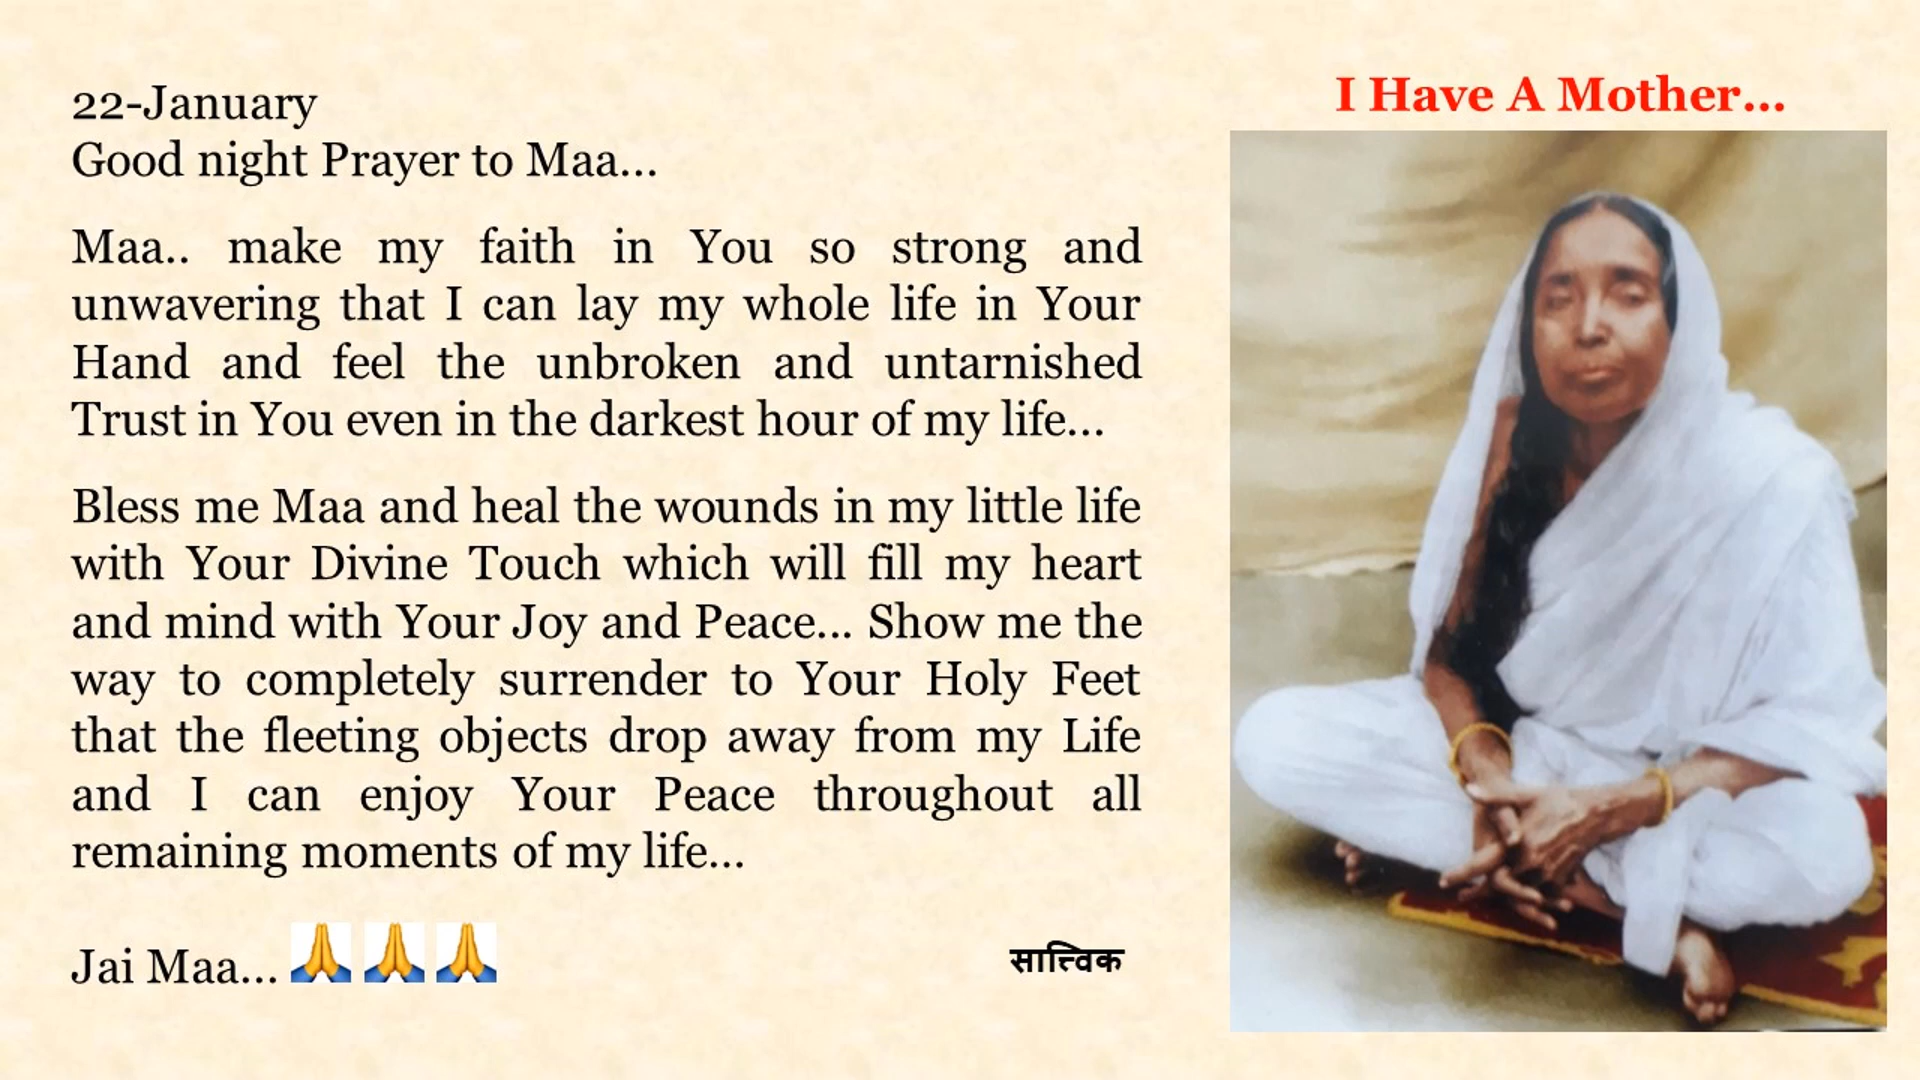 22-January
Good night Prayer to Maa...
Maa.. make my faith in You so strong and
unwavering that I can lay my whole life in Your
Hand and feel the unbroken and untarnished
Trust in You even in the darkest hour of my life...
Bless me Maa and heal the wounds in my little life
with Your Divine Touch which will fill my heart
and mind with Your Joy and Peace... Show me the
way to completely surrender to Your Holy Feet
that the fleeting objects drop away from my Life
and I can enjoy Your Peace throughout all
remaining moments of my life...
Jai Maa... 🙏🙏🙏
सात्त्विक
I Have A Mother...